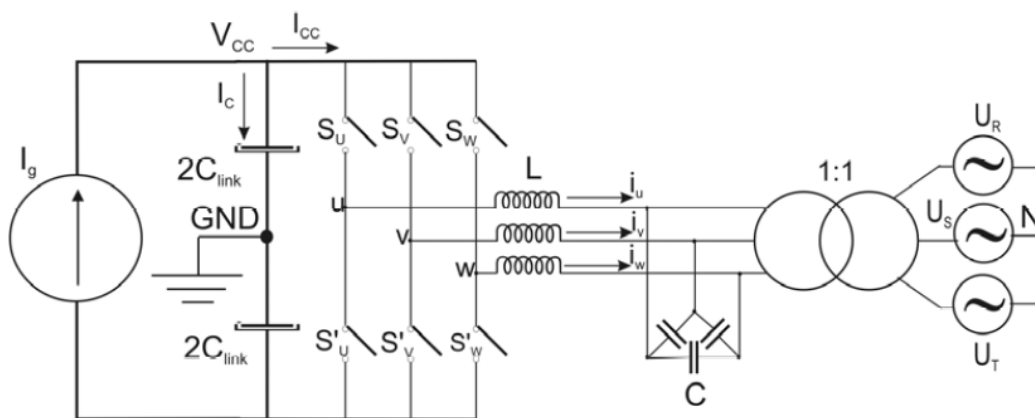 V_CC
I_CC
I_C
I_g
2C_link
GND
2C_link
S_U
S_V
S_W
u
v
w
L
i_u
i_v
i_w
S'_U
S'_V
S'_W
C
1:1
U_R
U_S
N
U_T